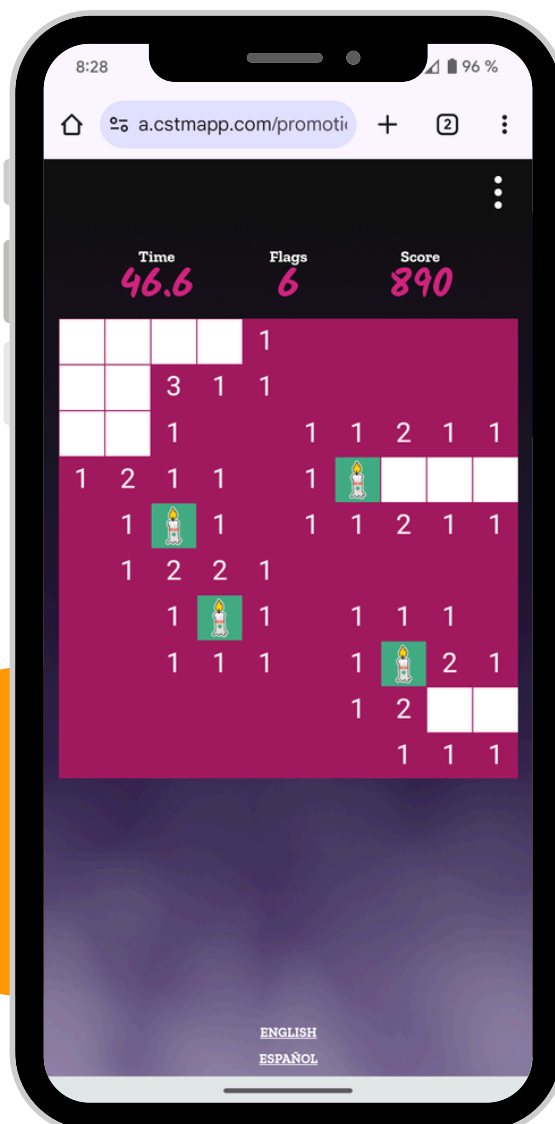 8:28 96 %
a.cstmapp.com/promoti
2
Time Flags Score
46.6 6 890
1
3 1 1
1 1 1 2 1 1
1 2 1 1 1
1 1 1 1 2 1 1
1 2 2 1
1 1 1 1 1
1 1 1 1 2 1
1 2
1 1 1
ENGLISH
ESPAÑOL